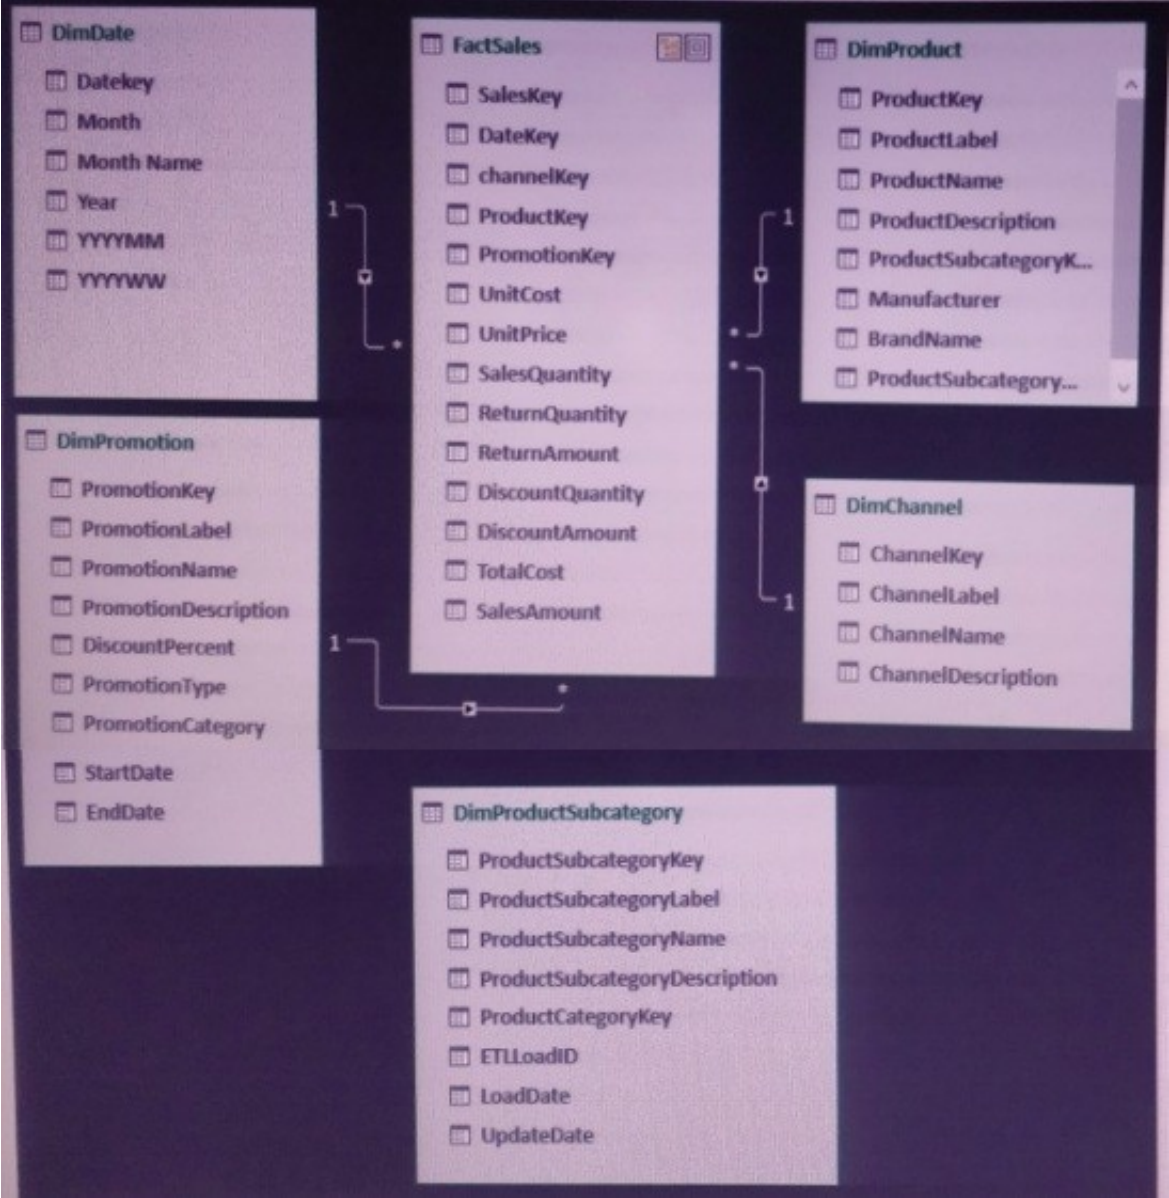 DimDate
Datekey
Month
Month Name
Year
YYYYMM
YYYYWW
1
*
FactSales
SalesKey
DateKey
channelKey
ProductKey
PromotionKey
UnitCost
UnitPrice
SalesQuantity
ReturnQuantity
ReturnAmount
DiscountQuantity
DiscountAmount
TotalCost
SalesAmount
1
*
*
1
DimProduct
ProductKey
ProductLabel
ProductName
ProductDescription
ProductSubcategoryK...
Manufacturer
BrandName
ProductSubcategory...
DimPromotion
PromotionKey
PromotionLabel
PromotionName
PromotionDescription
DiscountPercent
PromotionType
PromotionCategory
StartDate
EndDate
1
*
DimChannel
ChannelKey
ChannelLabel
ChannelName
ChannelDescription
DimProductSubcategory
ProductSubcategoryKey
ProductSubcategoryLabel
ProductSubcategoryName
ProductSubcategoryDescription
ProductCategoryKey
ETLLoadID
LoadDate
UpdateDate